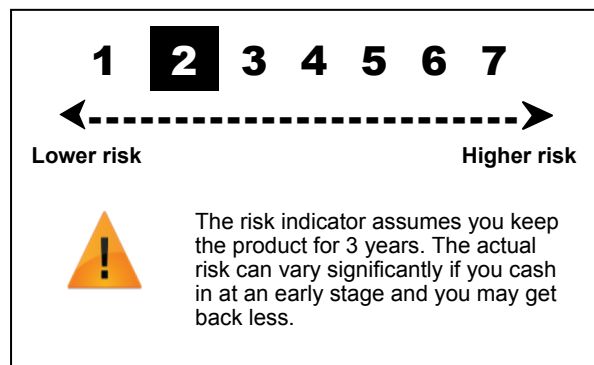 1 2 3 4 5 6 7
Lower risk Higher risk
!
The risk indicator assumes you keep
the product for 3 years. The actual
risk can vary significantly if you cash
in at an early stage and you may get
back less.